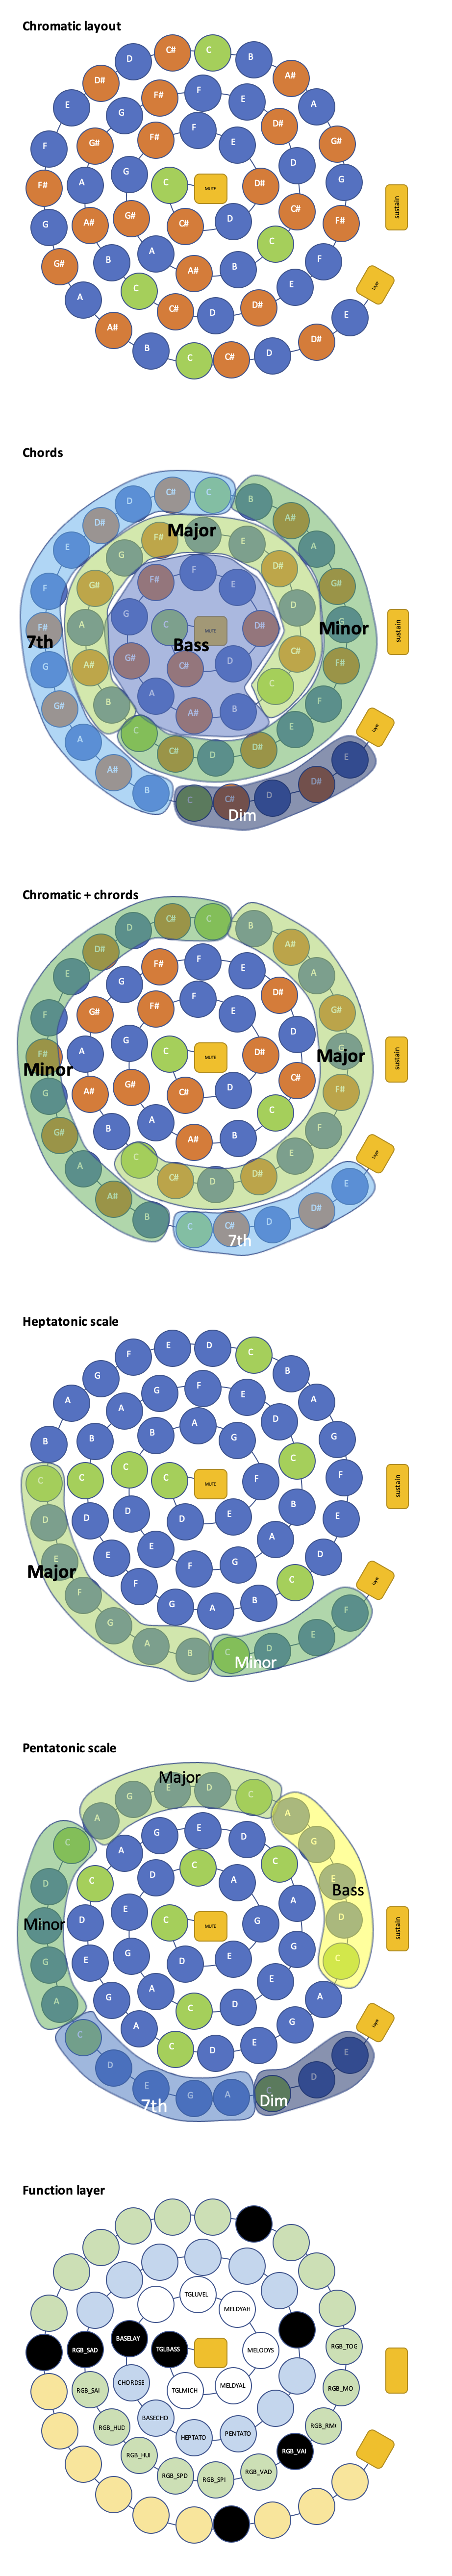 Chromatic layout
MUTE
C C# D D# E F F# G G# A A# B
C C# D D# E F F# G G# A A# B
C C# D D# E F F# G G# A A# B
C C# D D# E F F# G G# A A# B
C C# D D# E
Layer
sustain
Chords
MUTE
C C# D D# E F F# G G# A A# B
C C# D D# E F F# G G# A A# B
C C# D D# E F F# G G# A A# B
C C# D D# E F F# G G# A A# B
C C# D D# E
Major
Bass
Minor
7th
Dim
Layer
sustain
Chromatic + chrords
MUTE
C C# D D# E F F# G G# A A# B
C C# D D# E F F# G G# A A# B
C C# D D# E F F# G G# A A# B
C C# D D# E F F# G G# A A# B
C C# D D# E
Minor
Major
7th
Layer
sustain
Heptatonic scale
MUTE
C D E F G A B
C D E F G A B
C D E F G A B
C D E F G A B
C D E F G A B
C D E F G A B
C D E F G A B
C D E F
Major
Minor
Layer
sustain
Pentatonic scale
MUTE
C D E G A
C D E G A
C D E G A
C D E G A
C D E G A
C D E G A
C D E G A
C D E G A
C D E G A
C D E G A
C D E
Major
Bass
Minor
7th
Dim
Layer
sustain
Function layer
TGLBASS
TGLMICH
MELDYAL
MELODYS
MELDYAH
TGLUVEL
BASELAY
CHORDSE
BASECHO
HEPTATO
PENTATO
RGB_SAD
RGB_SAI
RGB_HUD
RGB_HUI
RGB_SPD
RGB_SPI
RGB_VAD
RGB_VAI
RGB_MO